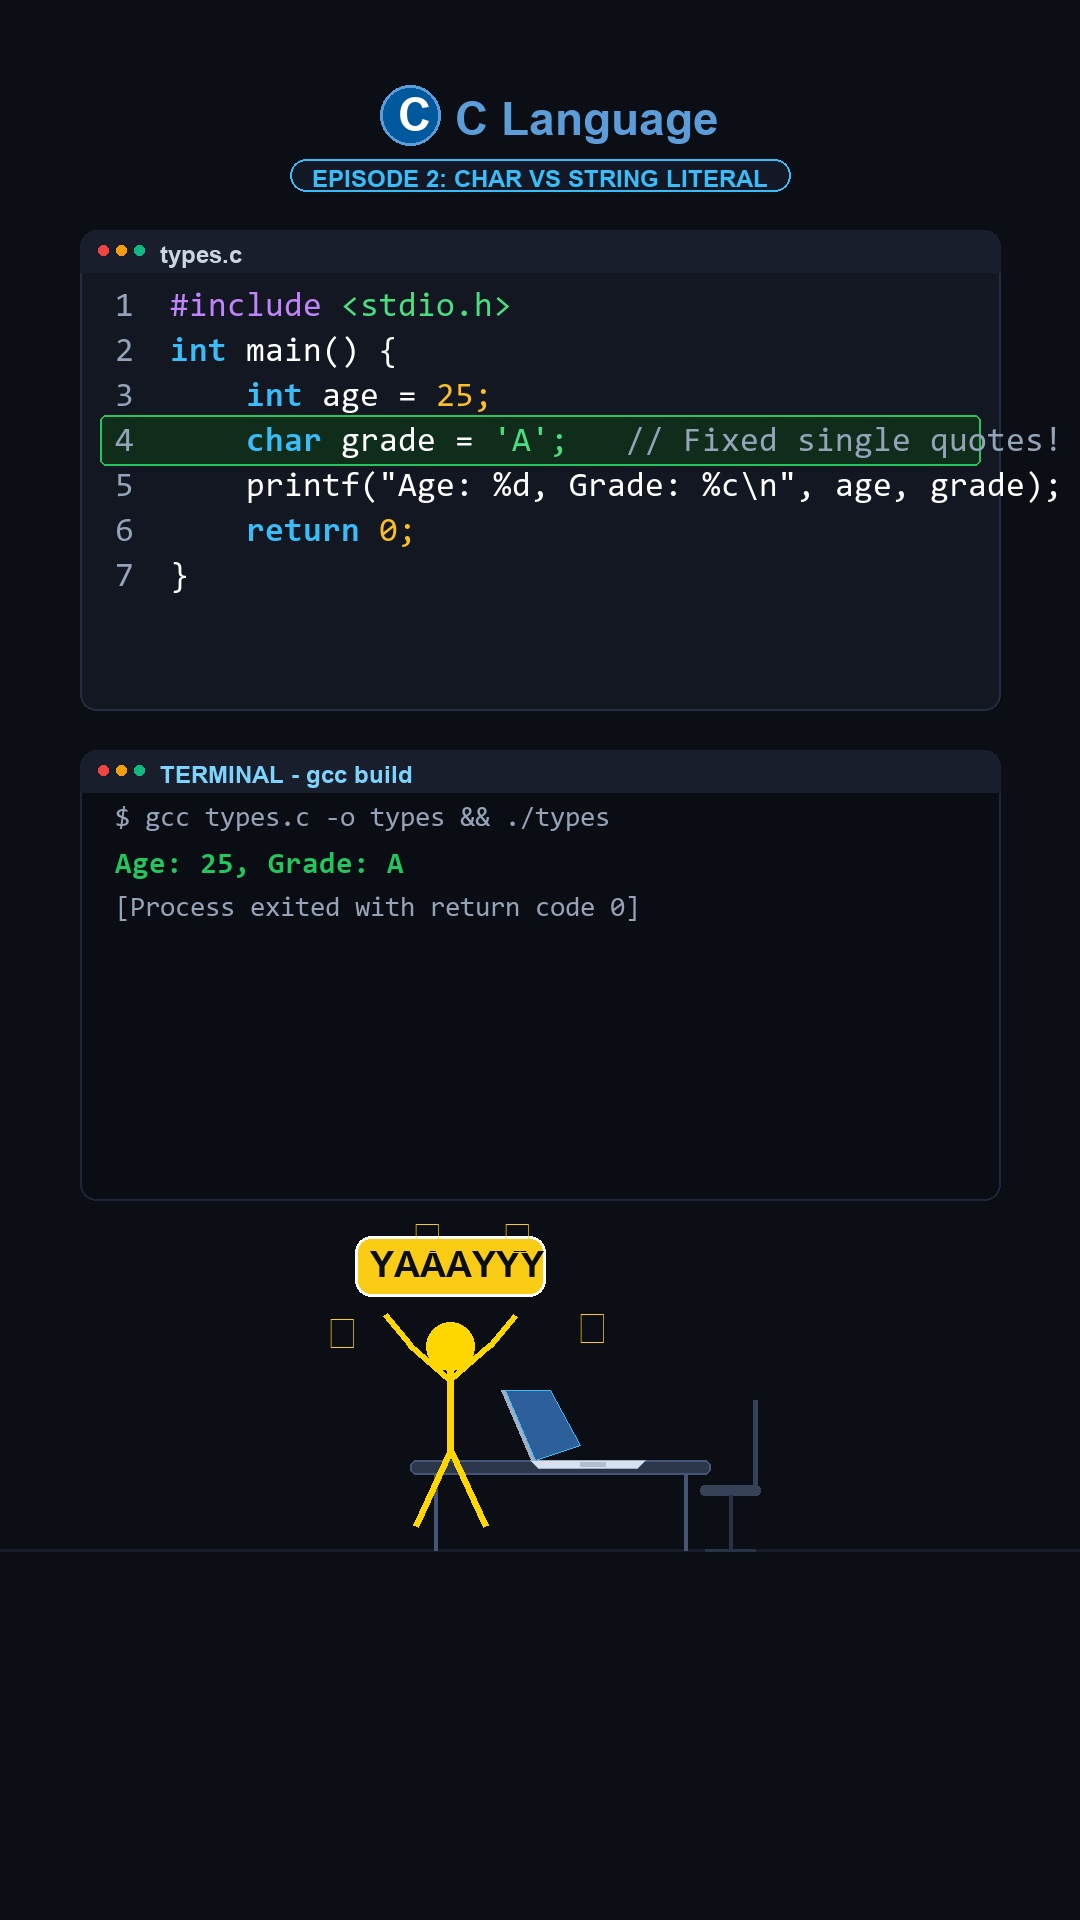 C C Language
EPISODE 2: CHAR VS STRING LITERAL
types.c
1 #include <stdio.h>
2 int main() {
3     int age = 25;
4     char grade = 'A';   // Fixed single quotes!
5     printf("Age: %d, Grade: %c\n", age, grade);
6     return 0;
7 }
TERMINAL - gcc build
$ gcc types.c -o types && ./types
Age: 25, Grade: A
[Process exited with return code 0]
YAAAYYY